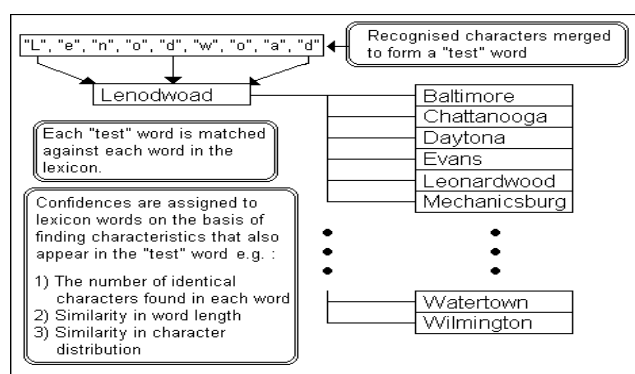 "L", "e", "n", "o", "d", "w", "o", "a", "d"
Recognised characters merged
to form a "test" word
Lenodwoad
Each "test" word is matched
against each word in the
lexicon.
Confidences are assigned to
lexicon words on the basis of
finding characteristics that also
appear in the "test" word e.g. :
1) The number of identical
characters found in each word
2) Similarity in word length
3) Similarity in character
distribution
Baltimore
Chattanooga
Daytona
Evans
Leonardwood
Mechanicsburg
Watertown
Wilmington